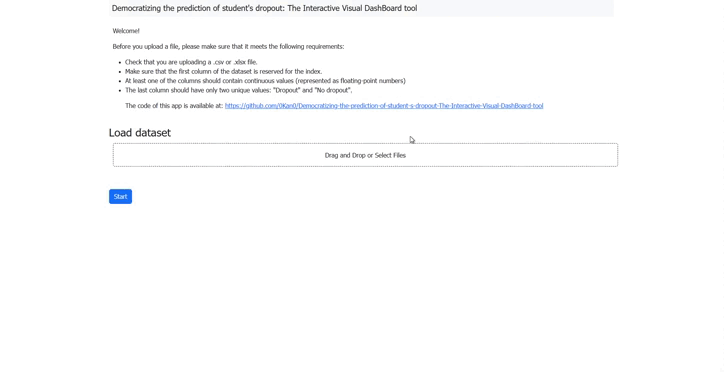 Democratizing the prediction of student's dropout: The Interactive Visual DashBoard tool
Welcome!
Before you upload a file, please make sure that it meets the following requirements:
• Check that you are uploading a .csv or .xlsx file.
• Make sure that the first column of the dataset is reserved for the index.
• At least one of the columns should contain continuous values (represented as floating-point numbers)
• The last column should have only two unique values: "Dropout" and "No dropout".
The code of this app is available at: https://github.com/0Kan0/Democratizing-the-prediction-of-student-s-dropout-The-Interactive-Visual-DashBoard-tool
Load dataset
Drag and Drop or Select Files
Start